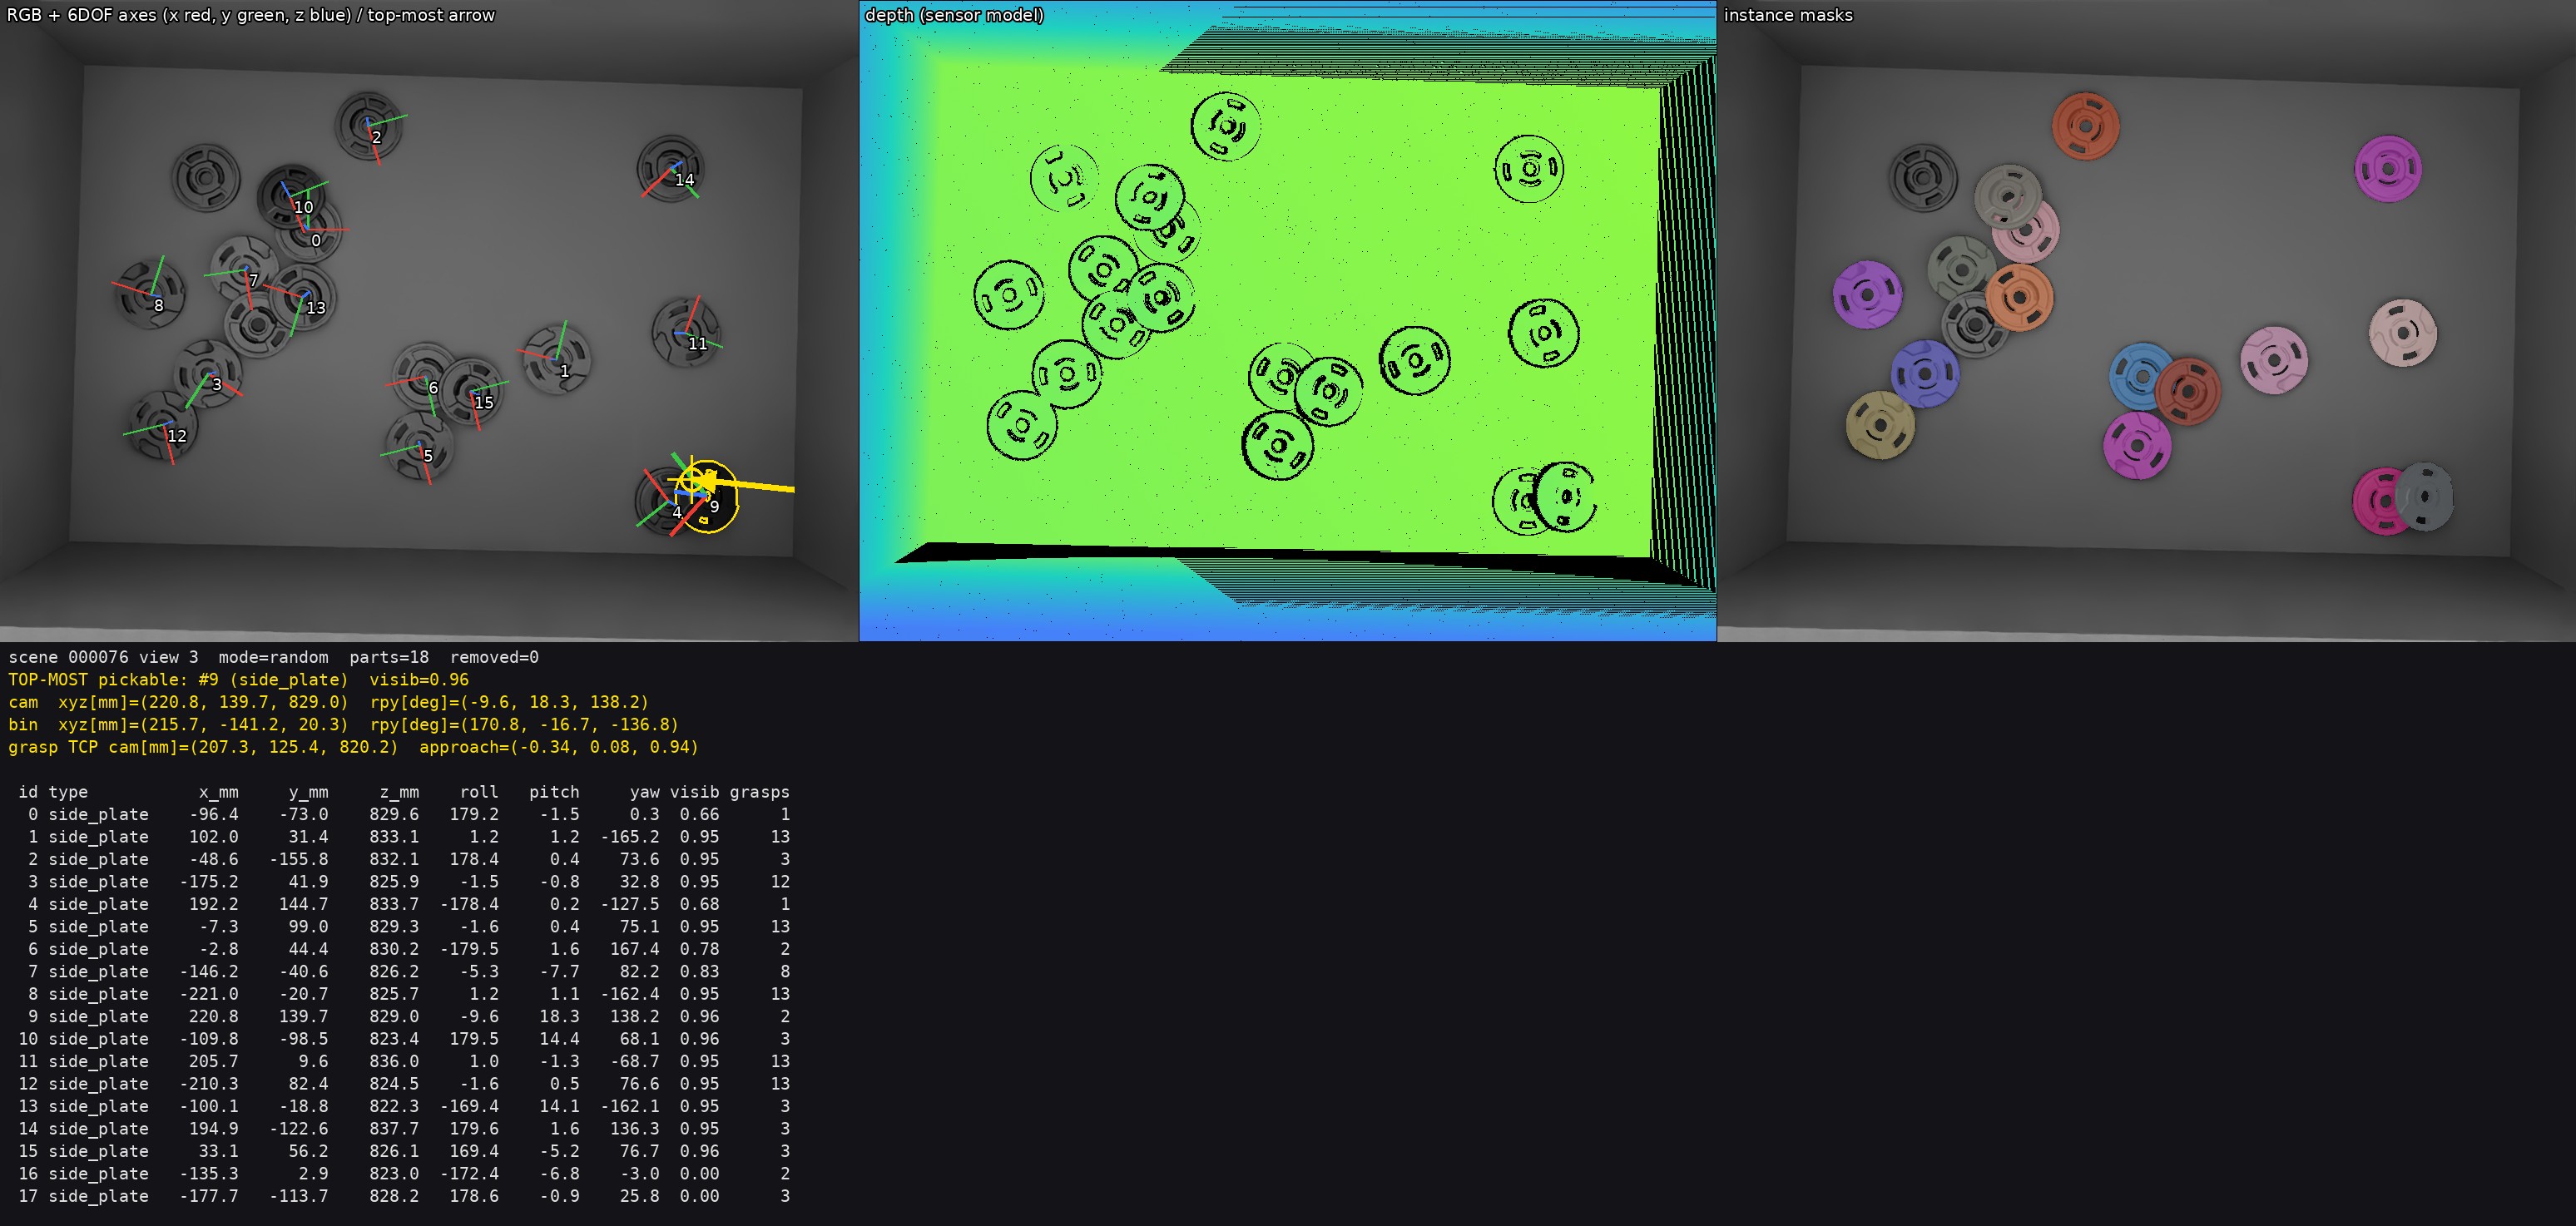 RGB + 6DOF axes (x red, y green, z blue) / top-most arrow
depth (sensor model)
instance masks
2
14
10
0
7
8
13
11
1
3
6
15
12
5
4
9
scene 000076 view 3  mode=random  parts=18  removed=0
TOP-MOST pickable: #9 (side_plate)  visib=0.96
cam  xyz[mm]=(220.8, 139.7, 829.0)  rpy[deg]=(-9.6, 18.3, 138.2)
bin  xyz[mm]=(215.7, -141.2, 20.3)  rpy[deg]=(170.8, -16.7, -136.8)
grasp TCP cam[mm]=(207.3, 125.4, 820.2)  approach=(-0.34, 0.08, 0.94)
id type x_mm y_mm z_mm roll pitch yaw visib grasps
0 side_plate -96.4 -73.0 829.6 179.2 -1.5 0.3 0.66 1
1 side_plate 102.0 31.4 833.1 1.2 1.2 -165.2 0.95 13
2 side_plate -48.6 -155.8 832.1 178.4 0.4 73.6 0.95 3
3 side_plate -175.2 41.9 825.9 -1.5 -0.8 32.8 0.95 12
4 side_plate 192.2 144.7 833.7 -178.4 0.2 -127.5 0.68 1
5 side_plate -7.3 99.0 829.3 -1.6 0.4 75.1 0.95 13
6 side_plate -2.8 44.4 830.2 -179.5 1.6 167.4 0.78 2
7 side_plate -146.2 -40.6 826.2 -5.3 -7.7 82.2 0.83 8
8 side_plate -221.0 -20.7 825.7 1.2 1.1 -162.4 0.95 13
9 side_plate 220.8 139.7 829.0 -9.6 18.3 138.2 0.96 2
10 side_plate -109.8 -98.5 823.4 179.5 14.4 68.1 0.96 3
11 side_plate 205.7 9.6 836.0 1.0 -1.3 -68.7 0.95 13
12 side_plate -210.3 82.4 824.5 -1.6 0.5 76.6 0.95 13
13 side_plate -100.1 -18.8 822.3 -169.4 14.1 -162.1 0.95 3
14 side_plate 194.9 -122.6 837.7 179.6 1.6 136.3 0.95 3
15 side_plate 33.1 56.2 826.1 169.4 -5.2 76.7 0.96 3
16 side_plate -135.3 2.9 823.0 -172.4 -6.8 -3.0 0.00 2
17 side_plate -177.7 -113.7 828.2 178.6 -0.9 25.8 0.00 3